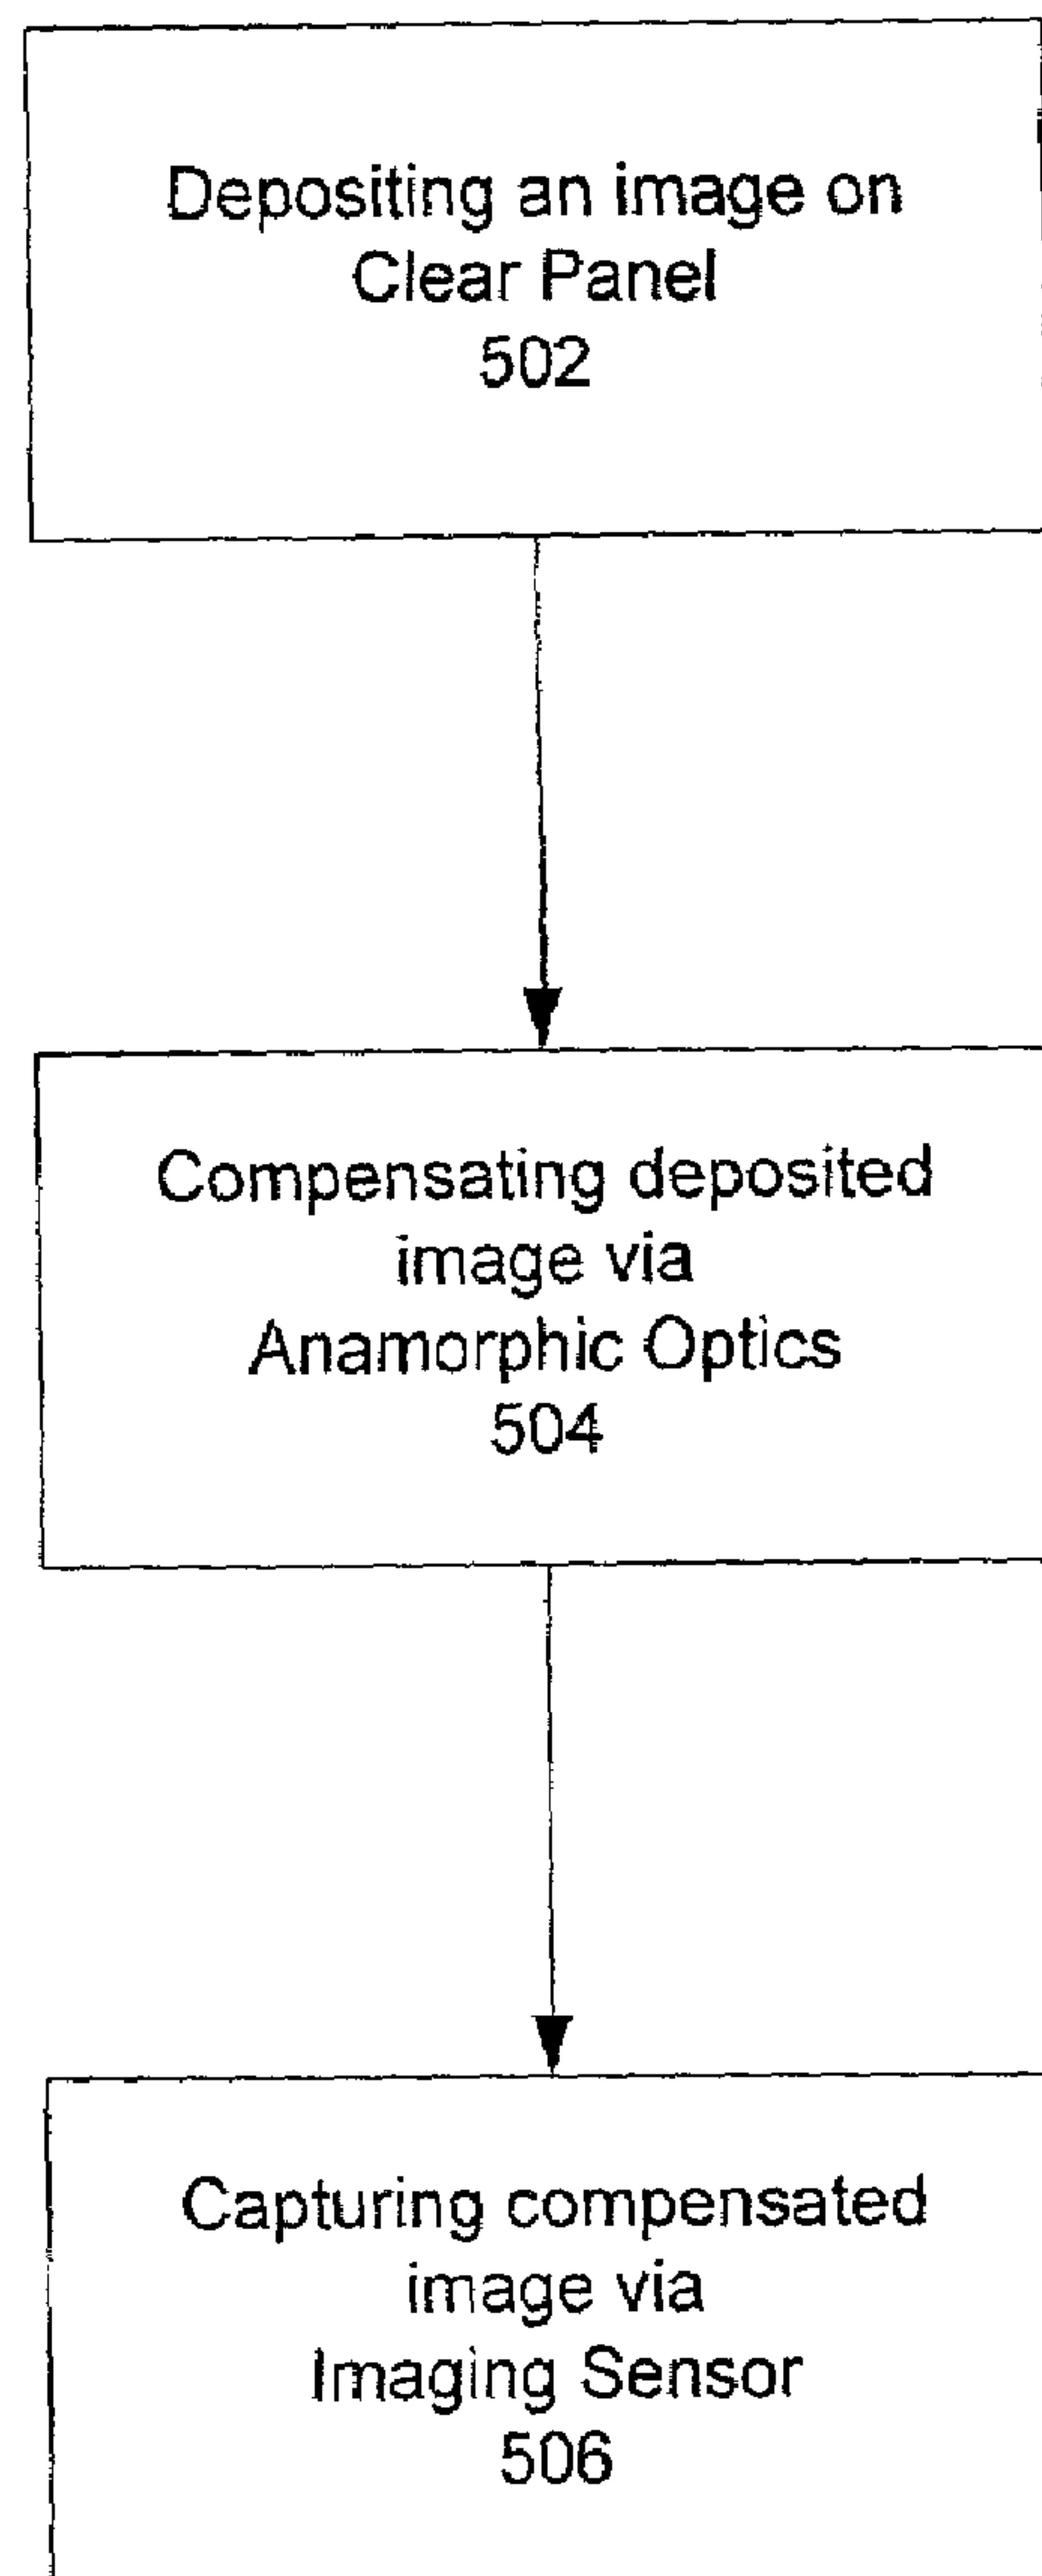 Depositing an image on
Clear Panel
502
Compensating deposited
image via
Anamorphic Optics
504
Capturing compensated
image via
Imaging Sensor
506